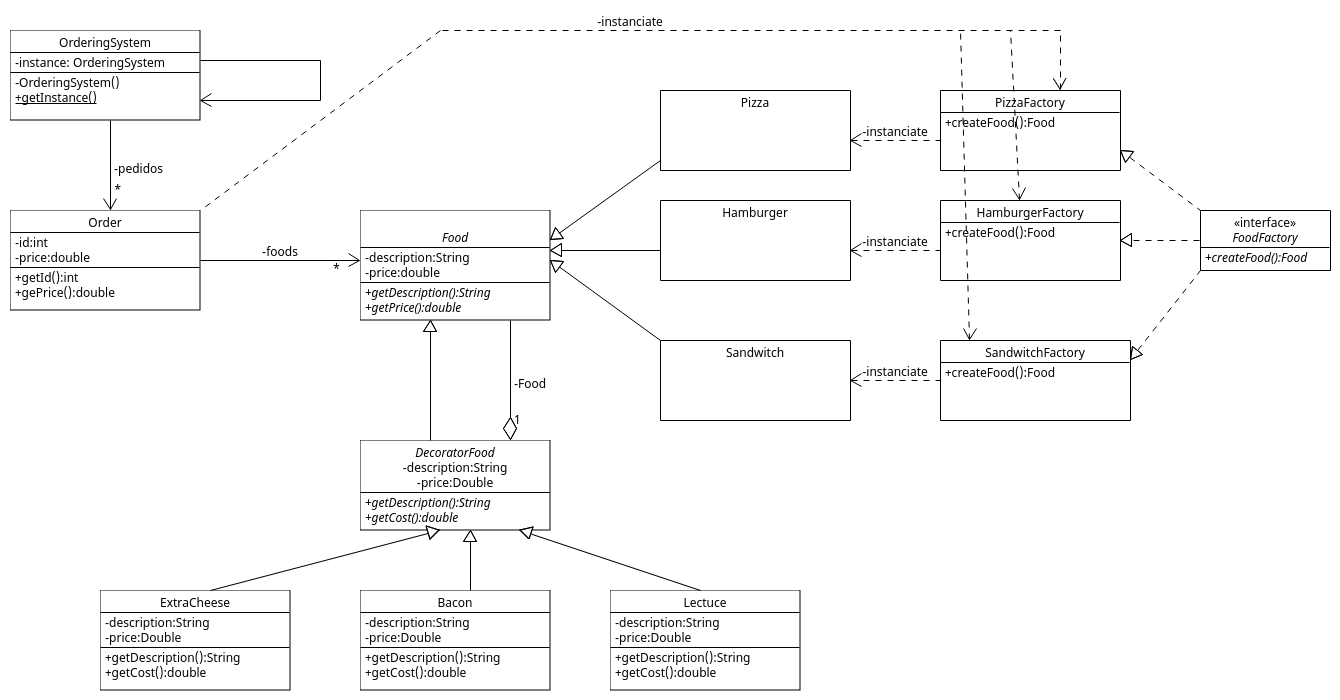 -instanciate
OrderingSystem
-instance: OrderingSystem
-OrderingSystem()
+getInstance()
-pedidos
*
Order
-id:int
-price:double
+getId():int
+gePrice():double
-foods
*
Food
-description:String
-price:double
+getDescription():String
+getPrice():double
Pizza
Hamburger
Sandwitch
-instanciate
-instanciate
-instanciate
PizzaFactory
+createFood():Food
HamburgerFactory
+createFood():Food
SandwitchFactory
+createFood():Food
«interface»
FoodFactory
+createFood():Food
-Food
1
DecoratorFood
-description:String
-price:Double
+getDescription():String
+getCost():double
ExtraCheese
-description:String
-price:Double
+getDescription():String
+getCost():double
Bacon
-description:String
-price:Double
+getDescription():String
+getCost():double
Lectuce
-description:String
-price:Double
+getDescription():String
+getCost():double